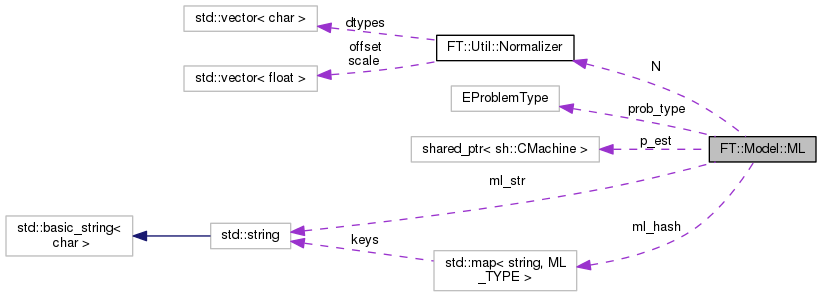 std::vector< char >
dtypes
FT::Util::Normalizer
offset
scale
std::vector< float >
N
EProblemType
prob_type
shared_ptr< sh::CMachine >
p_est
FT::Model::ML
ml_str
std::basic_string<
char >
std::string
keys
ml_hash
std::map< string, ML
_TYPE >